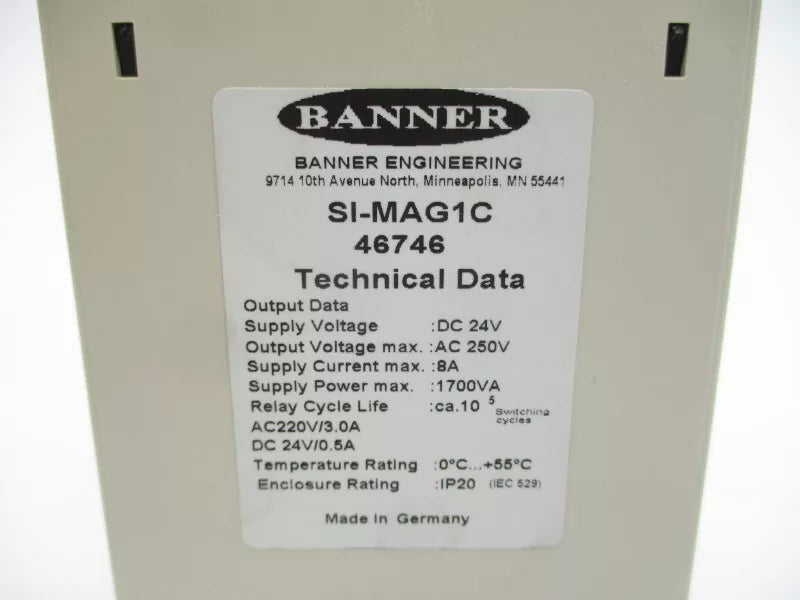 BANNER
BANNER ENGINEERING
9714 10th Avenue North, Minneapolis, MN 55441
SI-MAG1C
46746
Technical Data
Output Data
Supply Voltage :DC 24V
Output Voltage max. :AC 250V
Supply Current max. :8A
Supply Power max. :1700VA
Relay Cycle Life :ca.10 5 Switching cycles
AC220V/3.0A
DC 24V/0.5A
Temperature Rating :0°C...+55°C
Enclosure Rating :IP20 (IEC 529)
Made In Germany